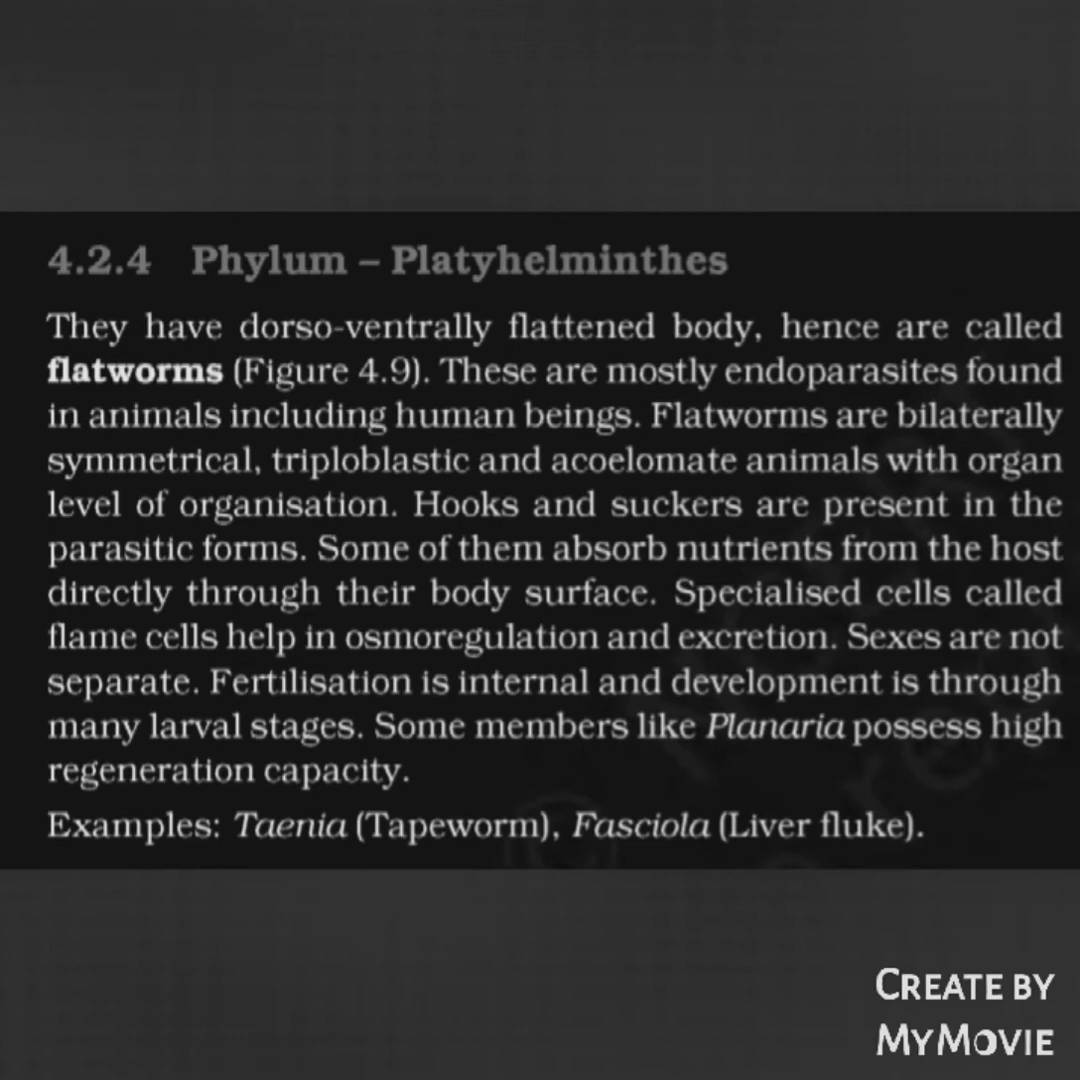 4.2.4 Phylum – Platyhelminthes
They have dorso-ventrally flattened body, hence are called
flatworms (Figure 4.9). These are mostly endoparasites found
in animals including human beings. Flatworms are bilaterally
symmetrical, triploblastic and acoelomate animals with organ
level of organisation. Hooks and suckers are present in the
parasitic forms. Some of them absorb nutrients from the host
directly through their body surface. Specialised cells called
flame cells help in osmoregulation and excretion. Sexes are not
separate. Fertilisation is internal and development is through
many larval stages. Some members like Planaria possess high
regeneration capacity.
Examples: Taenia (Tapeworm), Fasciola (Liver fluke).
CREATE BY
MYMOVIE